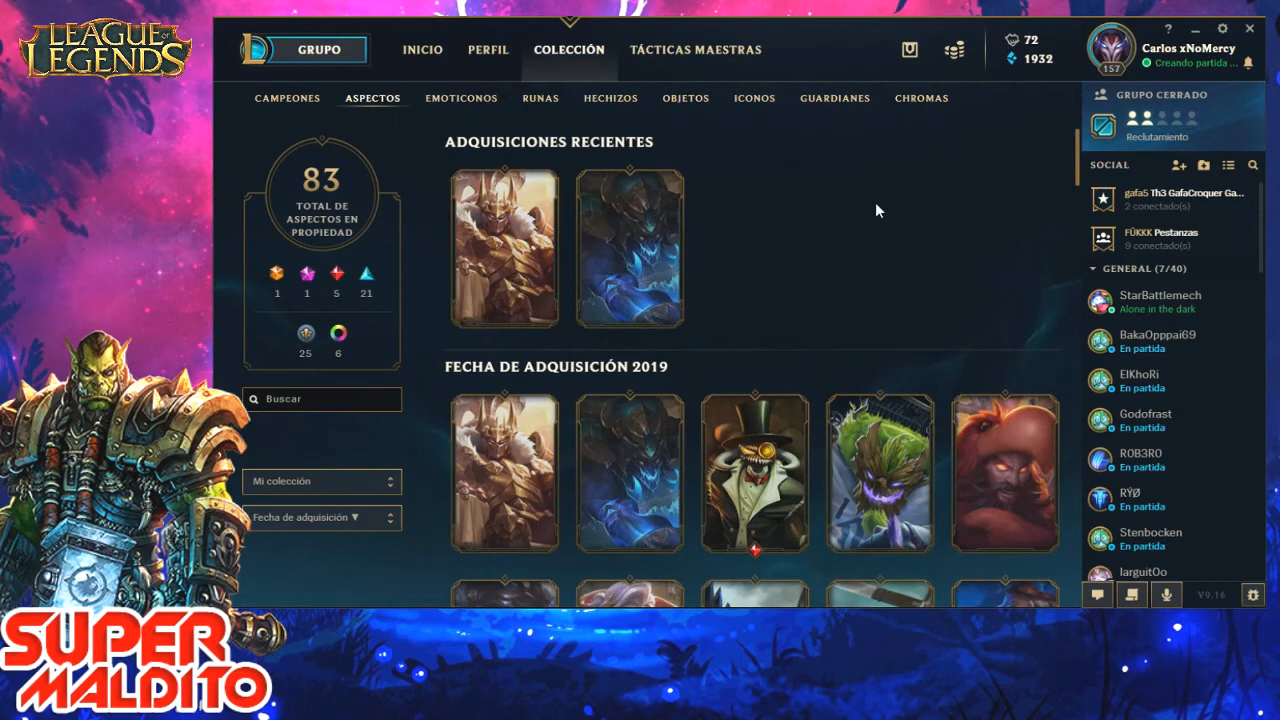 LEAGUE OF LEGENDS
GRUPO
INICIO
PERFIL
COLECCIÓN
TÁCTICAS MAESTRAS
72
1932
157
?
Carlos xNoMercy
Creando partida ...
CAMPEONES
ASPECTOS
EMOTICONOS
RUNAS
HECHIZOS
OBJETOS
ICONOS
GUARDIANES
CHROMAS
83
TOTAL DE
ASPECTOS EN
PROPIEDAD
1
1
5
21
25
6
Buscar
Mi colección
Fecha de adquisición ▼
ADQUISICIONES RECIENTES
FECHA DE ADQUISICIÓN 2019
GRUPO CERRADO
Reclutamiento
SOCIAL
gafa5 Th3 GafaCroquer Ga...
2 conectado(s)
FÜKKK Pestanzas
9 conectado(s)
GENERAL (7/40)
StarBattlemech
Alone in the dark
BakaOpppai69
En partida
ElKhoRi
En partida
Godofrast
En partida
R0B3R0
En partida
RÝØ
En partida
Stenbocken
En partida
larguitOo
V9.16
SUPER
MALDITO